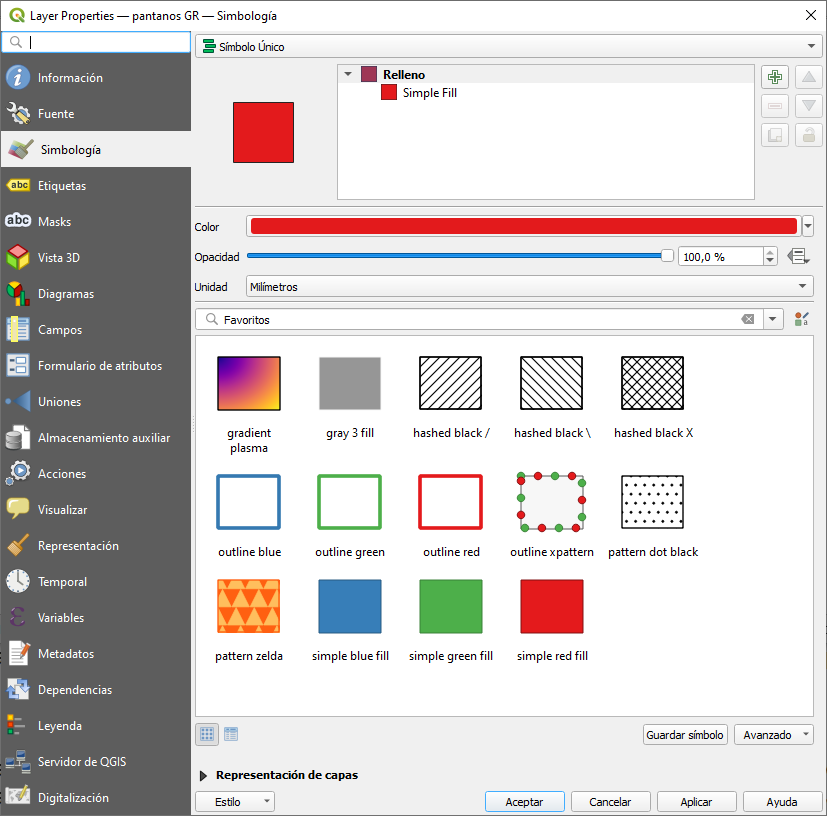 Layer Properties — pantanos GR — Simbología
Información
Fuente
Simbología
abc Etiquetas
abc Masks
Vista 3D
Diagramas
Campos
Formulario de atributos
Uniones
Almacenamiento auxiliar
Acciones
Visualizar
Representación
Temporal
Variables
Metadatos
Dependencias
Leyenda
Servidor de QGIS
Digitalización
Símbolo Único
Relleno
Simple Fill
Color
Opacidad
100,0 %
Unidad
Milímetros
Favoritos
gradient
plasma
gray 3 fill
hashed black /
hashed black \
hashed black X
outline blue
outline green
outline red
outline xpattern
pattern dot black
pattern zelda
simple blue fill
simple green fill
simple red fill
Guardar símbolo
Avanzado
Representación de capas
Estilo
Aceptar
Cancelar
Aplicar
Ayuda